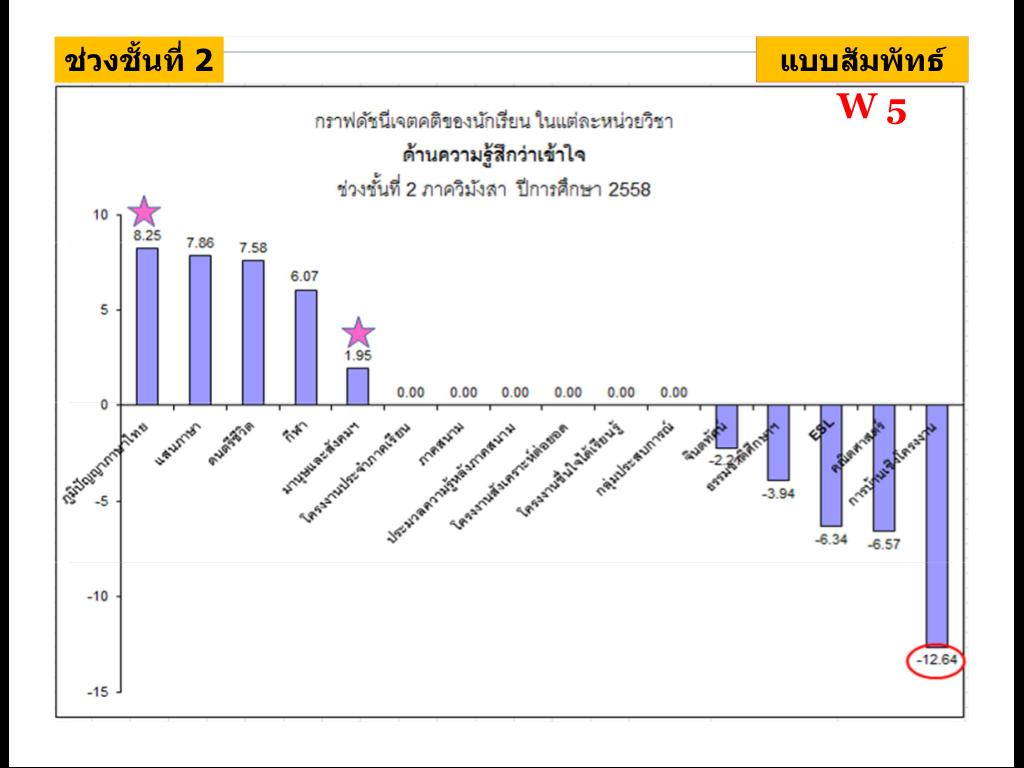 ช่วงชั้นที่ 2
แบบสัมพัทธ์
W 5
กราฟดัชนีเจตคติของนักเรียน ในแต่ละหน่วยวิชา
ด้านความรู้สึกว่าเข้าใจ
ช่วงชั้นที่ 2 ภาควิมังสา ปีการศึกษา 2558
10
5
0
-5
-10
-15
8.25
7.86
7.58
6.07
1.95
0.00
0.00
0.00
0.00
0.00
0.00
-3.94
-6.34
-6.57
-12.64
ภูมิปัญญาภาษาไทย
แสนภาษา
ดนตรีชีวิต
กีฬา
มานุษและสังคมฯ
โครงงานประจำภาคเรียน
ภาคสนาม
ประมวลความรู้หลังภาคสนาม
โครงงานสังเคราะห์ต่อยอด
โครงงานชื่นใจได้เรียนรู้
กลุ่มประสบการณ์
จินตทัศน์
ธรรมชาติศึกษาฯ
ESL
คณิตศาสตร์
การบ้านเชิงโครงงาน